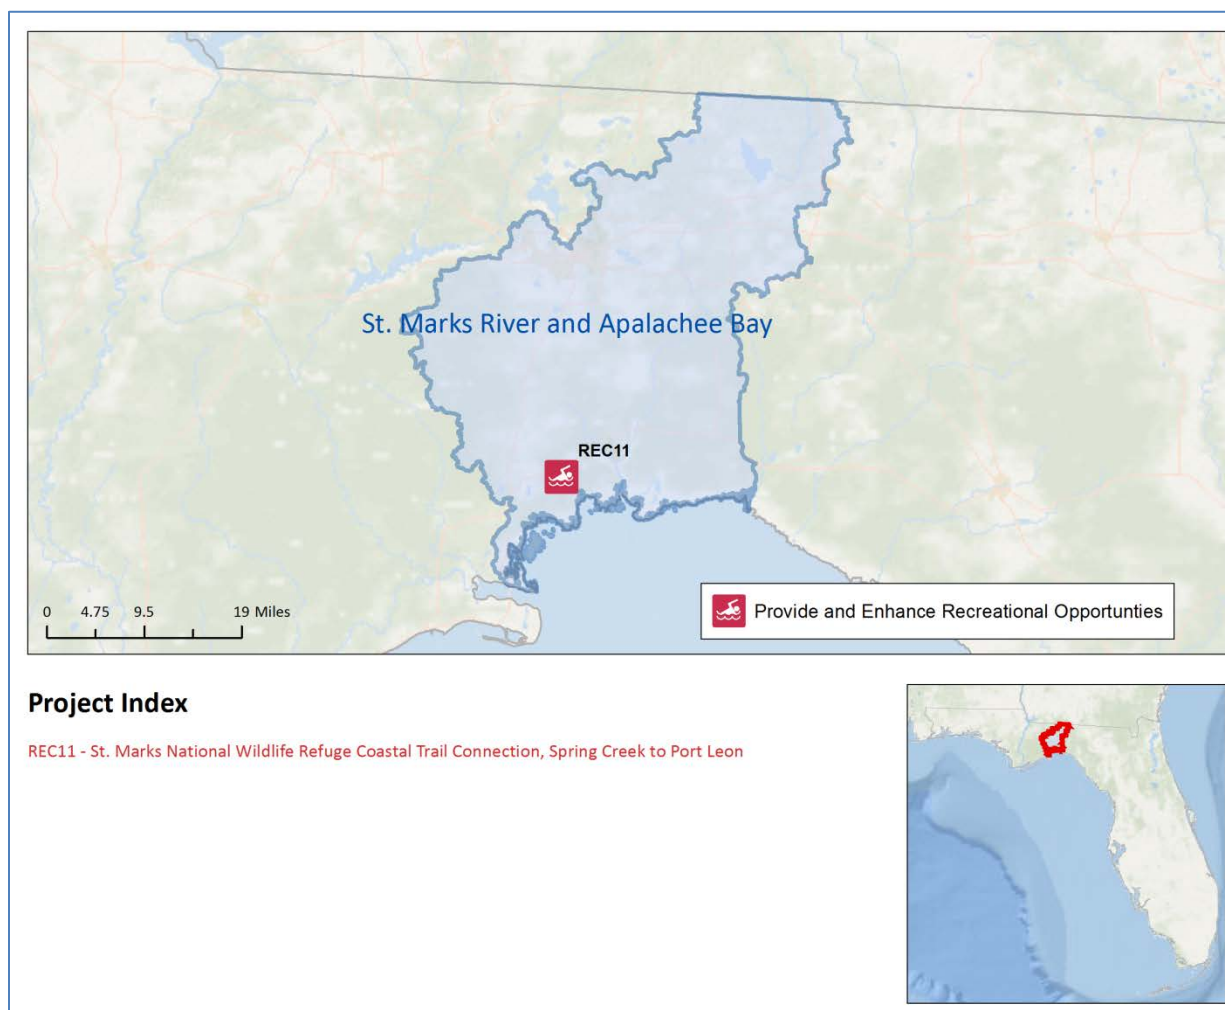 St. Marks River and Apalachee Bay
REC11
0 4.75 9.5 19 Miles
Provide and Enhance Recreational Opportunties
Project Index
REC11 - St. Marks National Wildlife Refuge Coastal Trail Connection, Spring Creek to Port Leon